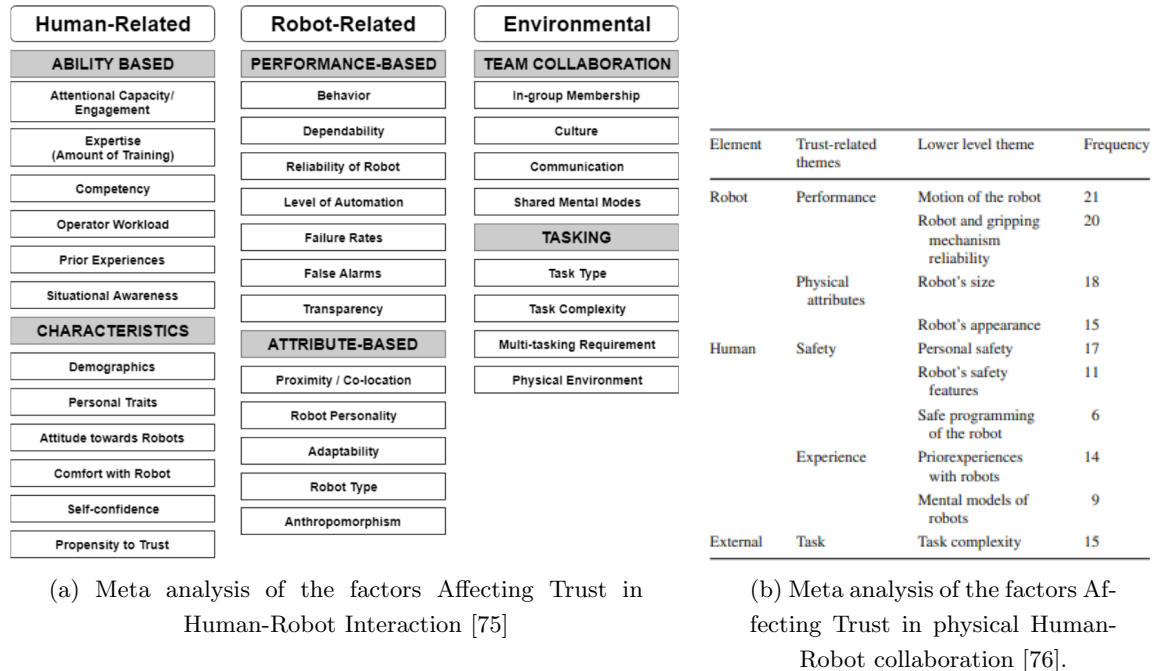 Human-Related
ABILITY BASED
Attentional Capacity/
Engagement
Expertise
(Amount of Training)
Competency
Operator Workload
Prior Experiences
Situational Awareness
CHARACTERISTICS
Demographics
Personal Traits
Attitude towards Robots
Comfort with Robot
Self-confidence
Propensity to Trust
Robot-Related
PERFORMANCE-BASED
Behavior
Dependability
Reliability of Robot
Level of Automation
Failure Rates
False Alarms
Transparency
ATTRIBUTE-BASED
Proximity / Co-location
Robot Personality
Adaptability
Robot Type
Anthropomorphism
Environmental
TEAM COLLABORATION
In-group Membership
Culture
Communication
Shared Mental Modes
TASKING
Task Type
Task Complexity
Multi-tasking Requirement
Physical Environment
(a) Meta analysis of the factors Affecting Trust in
Human-Robot Interaction [75]
Element Trust-related Lower level theme Frequency
themes
Robot Performance Motion of the robot 21
Robot and gripping 20
mechanism
reliability
Physical Robot's size 18
attributes
Robot's appearance 15
Human Safety Personal safety 17
Robot's safety 11
features
Safe programming 6
of the robot
Experience Priorexperiences 14
with robots
Mental models of 9
robots
External Task Task complexity 15
(b) Meta analysis of the factors Af-
fecting Trust in physical Human-
Robot collaboration [76].